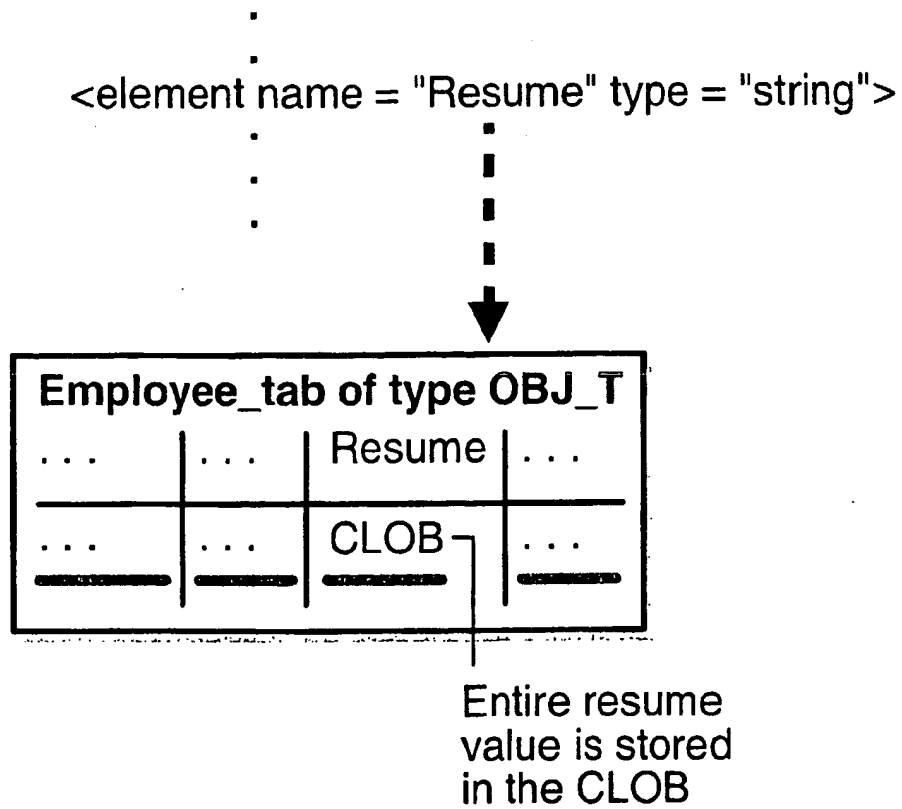 <element name = "Resume" type = "string">
Employee_tab of type OBJ_T
. . . . . . Resume . . .
. . . . . . CLOB . . .
Entire resume
value is stored
in the CLOB